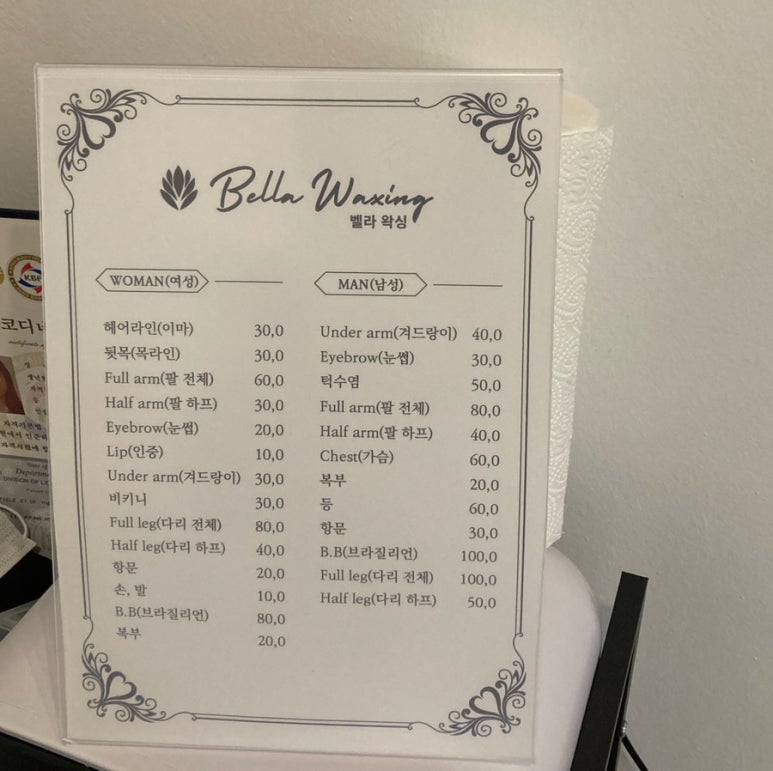 Bella Waxing
벨라 왁싱
WOMAN(여성)
헤어라인(이마) 30,0
뒷목(목라인) 30,0
Full arm(팔 전체) 60,0
Half arm(팔 하프) 30,0
Eyebrow(눈썹) 20,0
Lip(인중) 10,0
Under arm(겨드랑이) 30,0
비키니 30,0
Full leg(다리 전체) 80,0
Half leg(다리 하프) 40,0
항문 20,0
손, 발 10,0
B.B(브라질리언) 80,0
복부 20,0
MAN(남성)
Under arm(겨드랑이) 40,0
Eyebrow(눈썹) 30,0
턱수염 50,0
Full arm(팔 전체) 80,0
Half arm(팔 하프) 40,0
Chest(가슴) 60,0
복부 20,0
등 60,0
항문 30,0
B.B(브라질리언) 100,0
Full leg(다리 전체) 100,0
Half leg(다리 하프) 50,0
KBF
코디
DIVISION OF